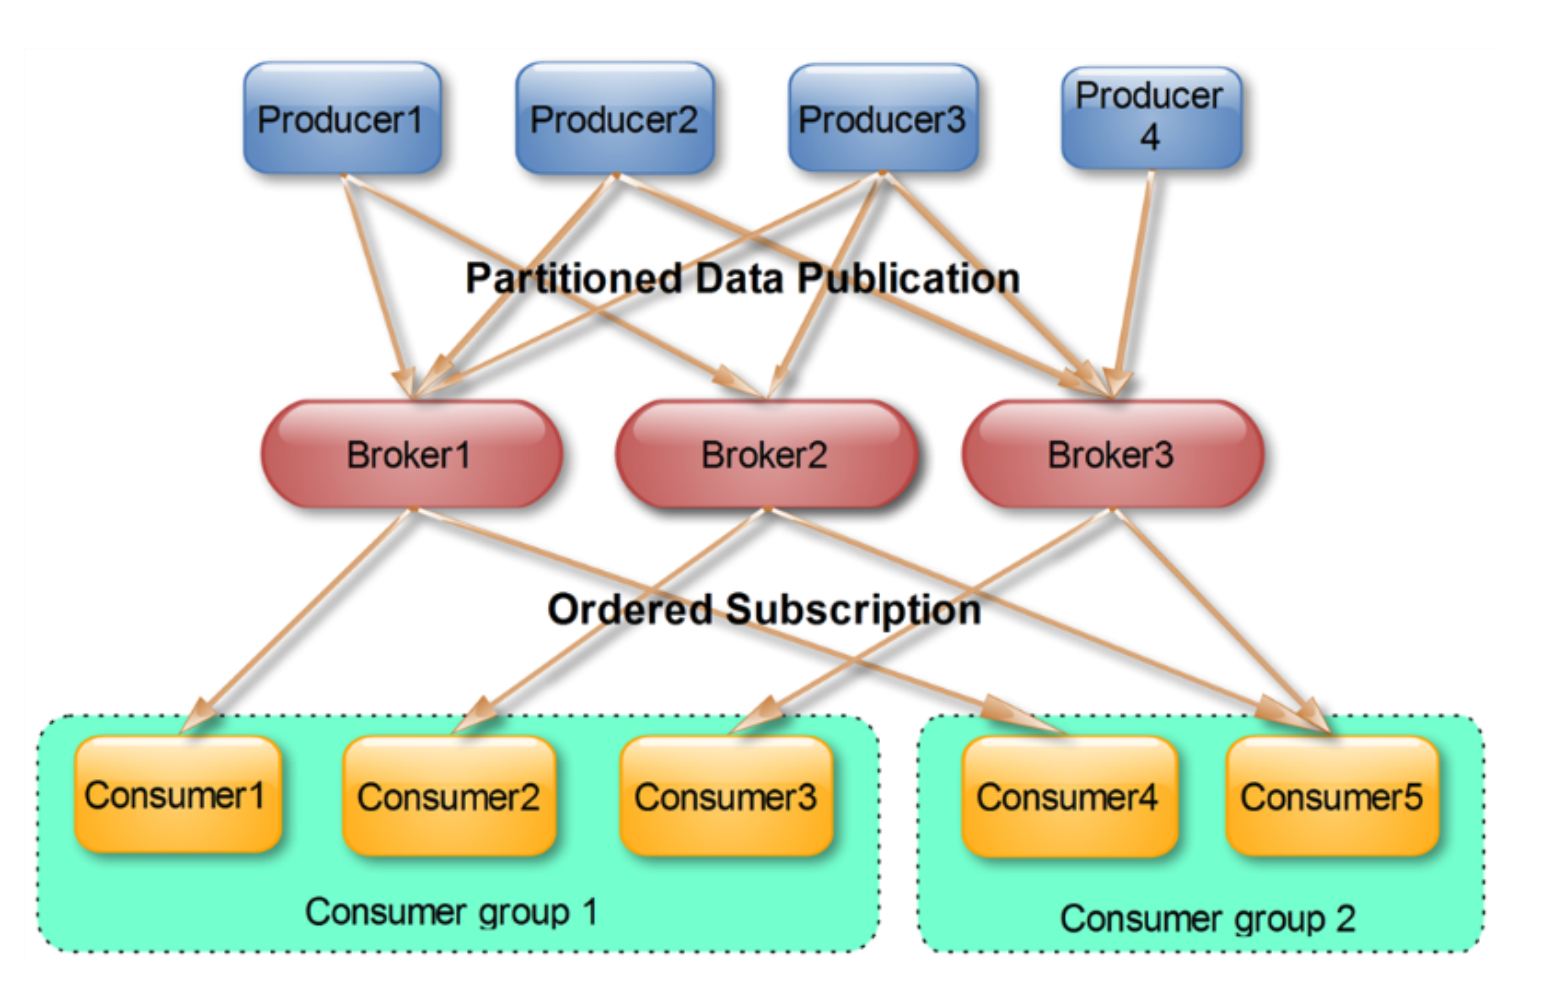 Producer1
Producer2
Producer3
Producer
4
Partitioned Data Publication
Broker1
Broker2
Broker3
Ordered Subscription
Consumer1
Consumer2
Consumer3
Consumer4
Consumer5
Consumer group 1
Consumer group 2